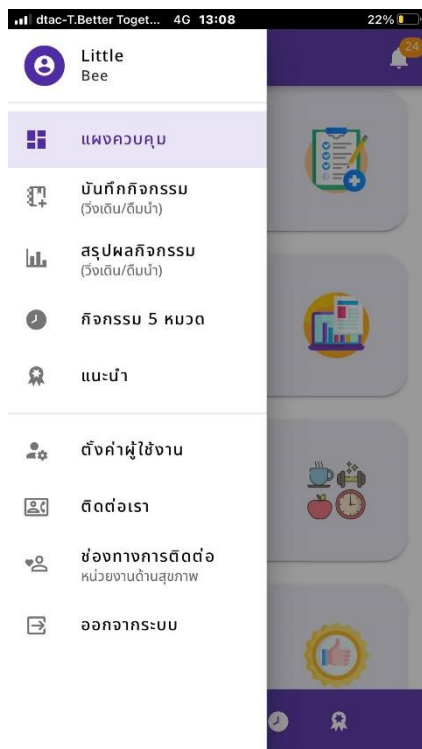 dtac-T.Better Toget... 4G 13:08 22%
24
Little
Bee
แผงควบคุม
บันทึกกิจกรรม
(วิ่งเดิน/ดื่มน้ำ)
สรุปผลกิจกรรม
(วิ่งเดิน/ดื่มน้ำ)
กิจกรรม 5 หมวด
แนะนำ
ตั้งค่าผู้ใช้งาน
ติดต่อเรา
ช่องทางการติดต่อ
หน่วยงานด้านสุขภาพ
ออกจากระบบ